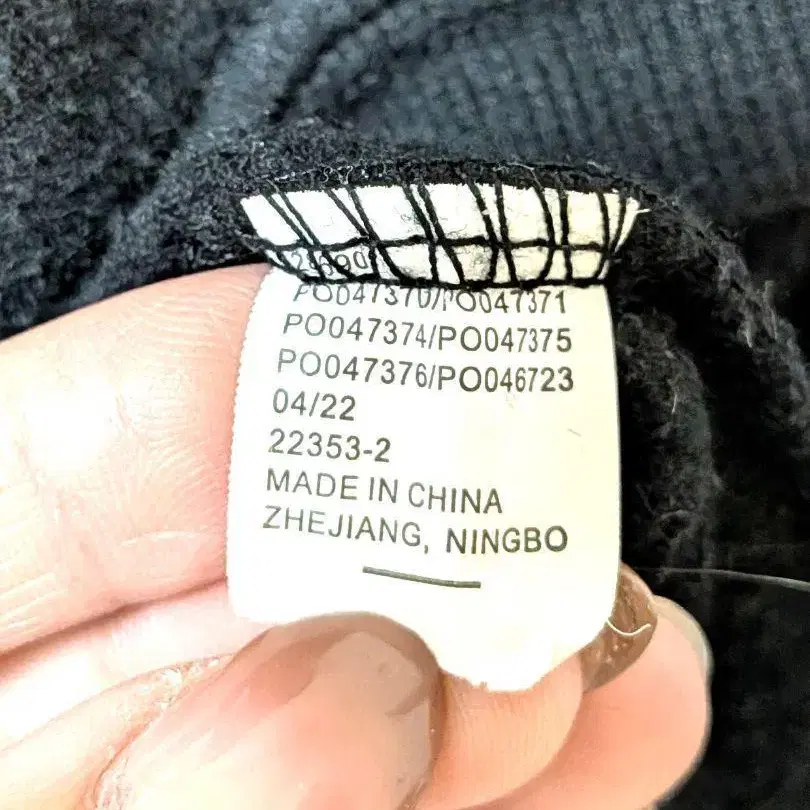 PO047370/PO047371
PO047374/PO047375
PO047376/PO046723
04/22
22353-2
MADE IN CHINA
ZHEJIANG, NINGBO